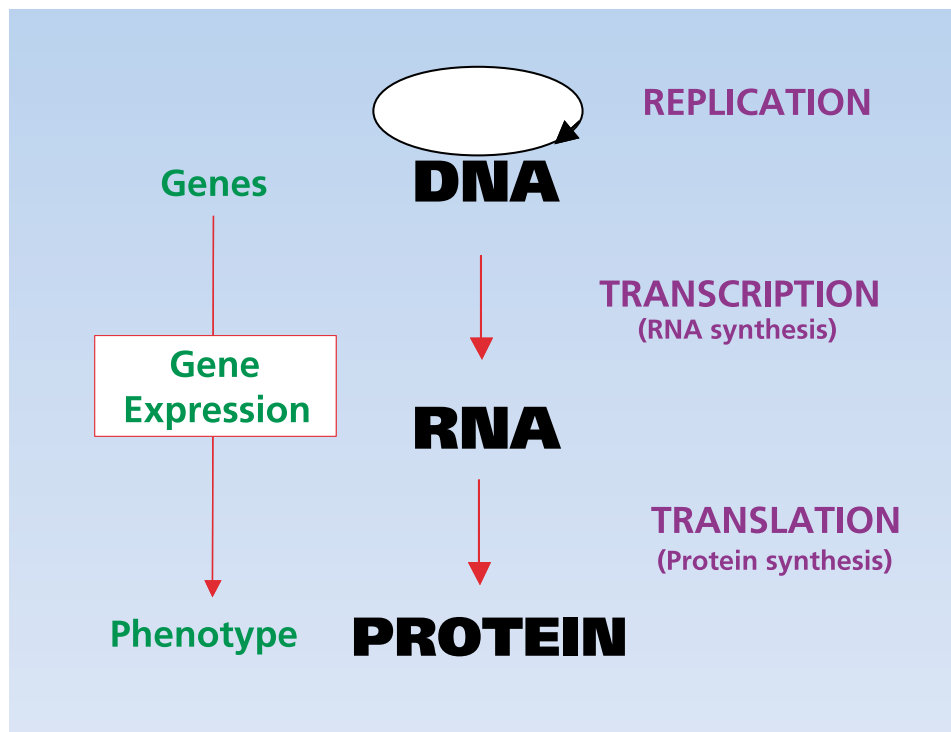 REPLICATION
DNA
Genes
TRANSCRIPTION
(RNA synthesis)
Gene
Expression
RNA
TRANSLATION
(Protein synthesis)
Phenotype
PROTEIN